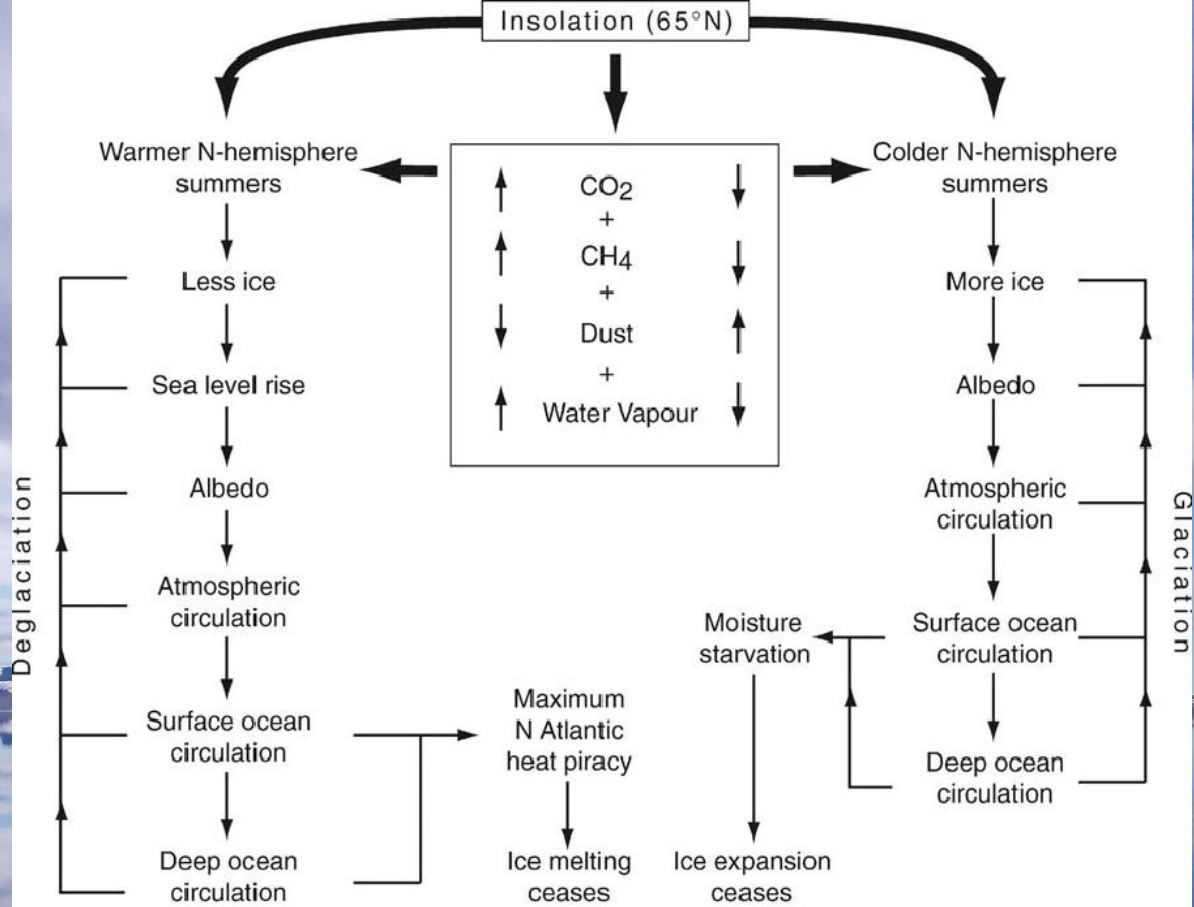 Insolation (65°N)
Warmer N-hemisphere
summers
Less ice
Sea level rise
Albedo
Atmospheric
circulation
Surface ocean
circulation
Deep ocean
circulation
Deglaciation
CO2
+
CH4
+
Dust
+
Water Vapour
Maximum
N Atlantic
heat piracy
Ice melting
ceases
Colder N-hemisphere
summers
More ice
Albedo
Atmospheric
circulation
Surface ocean
circulation
Deep ocean
circulation
Glaciation
Moisture
starvation
Ice expansion
ceases